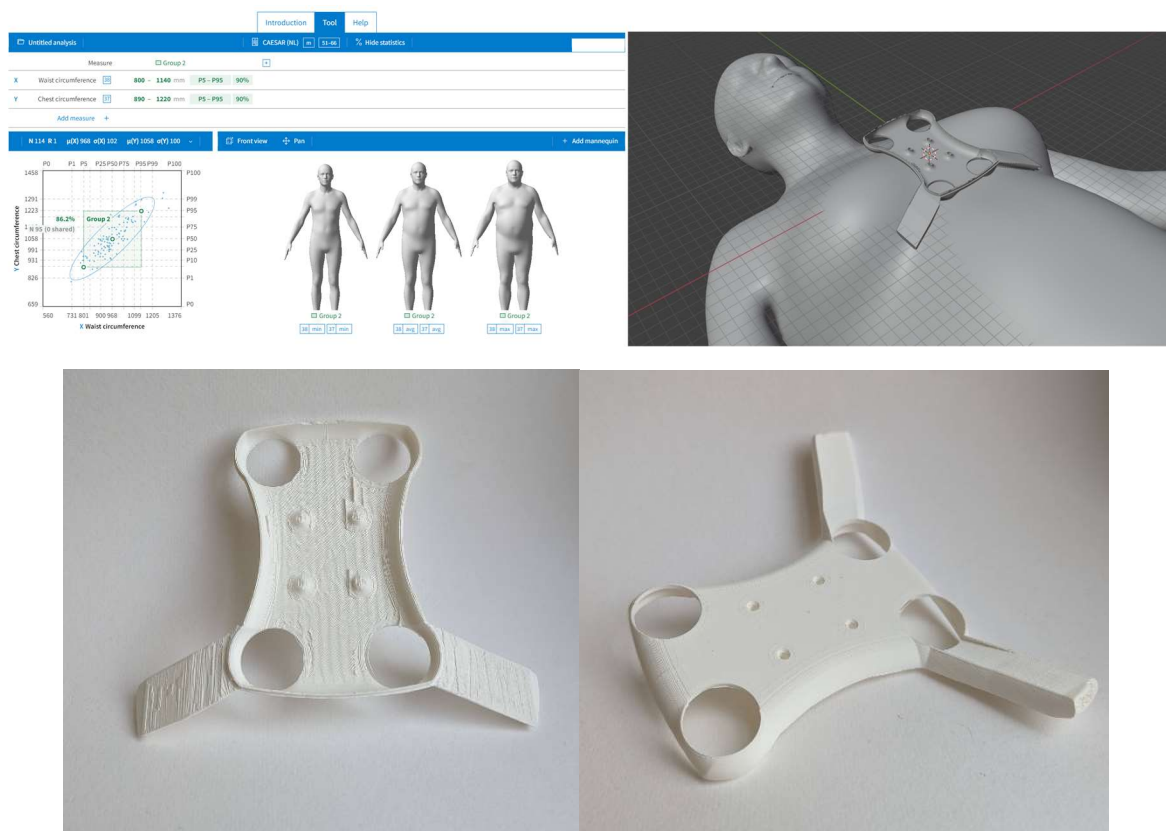 Introduction Tool Help
Untitled analysis CAESAR (NL) m 51-66 % Hide statistics
Measure Group 2 +
X Waist circumference 38 800 – 1140 mm P5 – P95 90%
Y Chest circumference 37 890 – 1220 mm P5 – P95 90%
Add measure +
N 114 R 1 μ(X) 968 σ(X) 102 μ(Y) 1058 σ(Y) 100 Front view Pan + Add mannequin
P0 P1 P5 P25 P50 P75 P95 P99 P100
1458 P100
1291 P99
1223 P95
86.2% Group 2
N 95 (0 shared) P75
1056 P50
991 P25
931 P10
826 P1
659 P0
560 732 801 900 968 1099 1205 1376
Y Chest circumference
X Waist circumference
Group 2 Group 2 Group 2
38 min 37 min 38 avg 37 avg 38 max 37 max